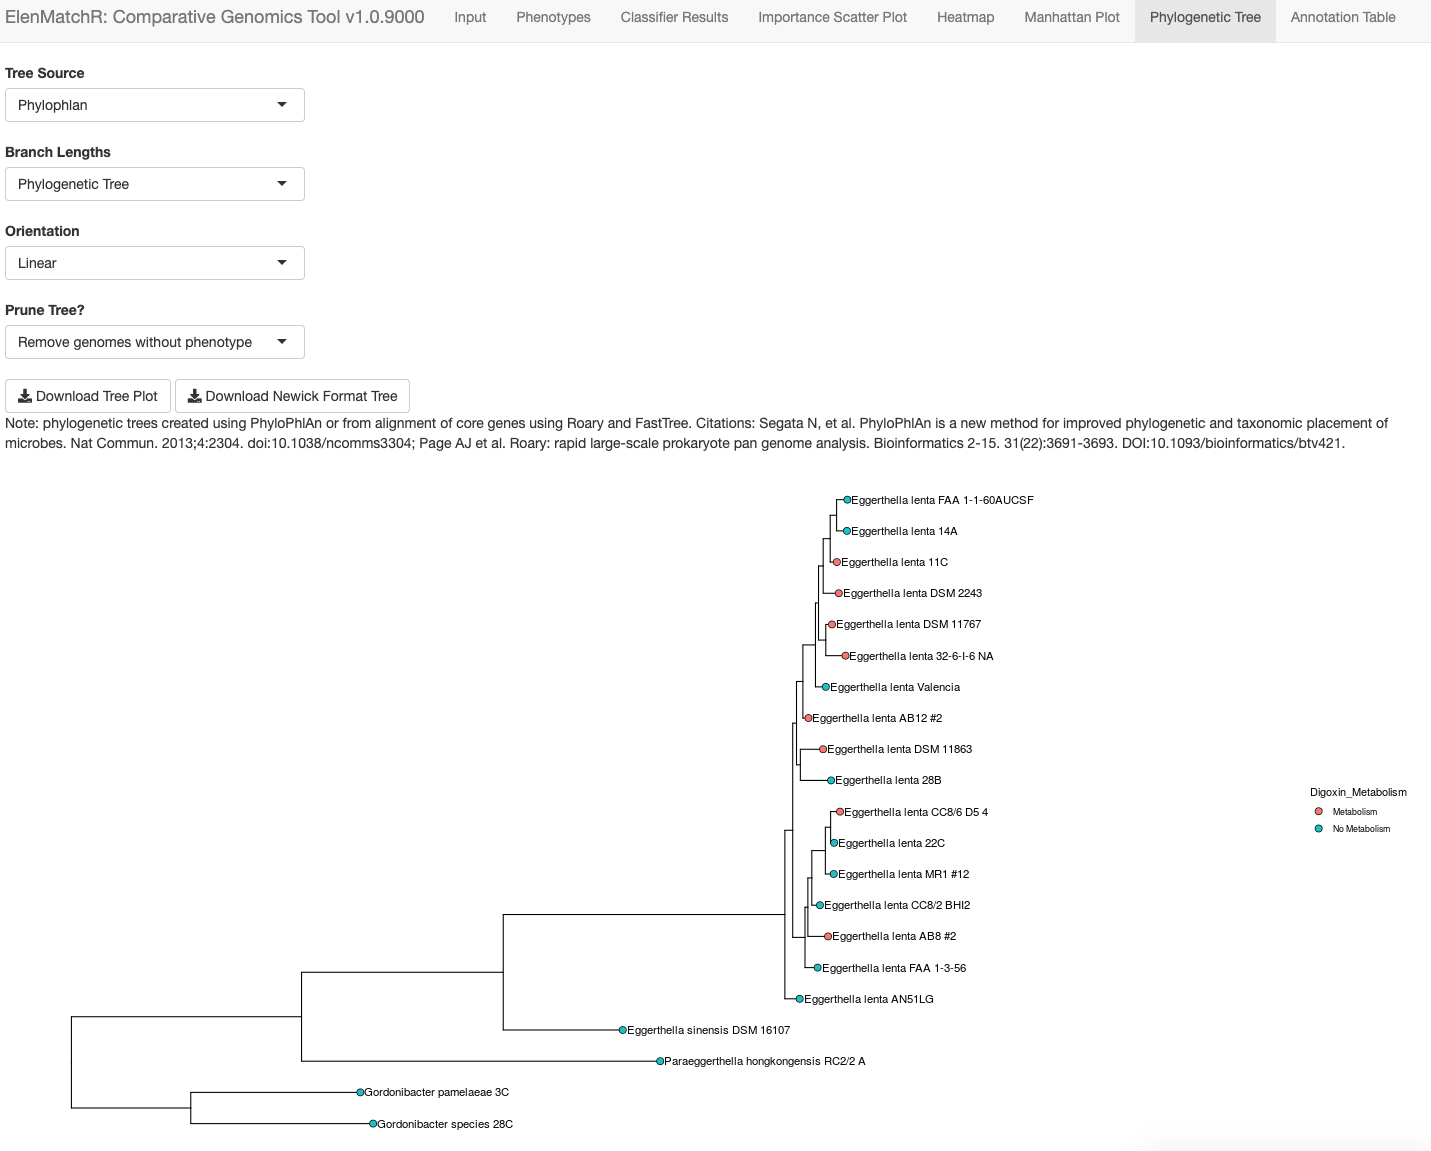 ElenMatchR: Comparative Genomics Tool v1.0.9000 Input Phenotypes Classifier Results Importance Scatter Plot Heatmap Manhattan Plot Phylogenetic Tree Annotation Table
Tree Source
Phylophlan
Branch Lengths
Phylogenetic Tree
Orientation
Linear
Prune Tree?
Remove genomes without phenotype
Download Tree Plot Download Newick Format Tree
Note: phylogenetic trees created using PhyloPhlAn or from alignment of core genes using Roary and FastTree. Citations: Segata N, et al. PhyloPhlAn is a new method for improved phylogenetic and taxonomic placement of
microbes. Nat Commun. 2013;4:2304. doi:10.1038/ncomms3304; Page AJ et al. Roary: rapid large-scale prokaryote pan genome analysis. Bioinformatics 2-15. 31(22):3691-3693. DOI:10.1093/bioinformatics/btv421.
Eggerthella lenta FAA 1-1-60AUCSF
Eggerthella lenta 14A
Eggerthella lenta 11C
Eggerthella lenta DSM 2243
Eggerthella lenta DSM 11767
Eggerthella lenta 32-6-I-6 NA
Eggerthella lenta Valencia
Eggerthella lenta AB12 #2
Eggerthella lenta DSM 11863
Eggerthella lenta 28B
Eggerthella lenta CC8/6 D5 4
Eggerthella lenta 22C
Eggerthella lenta MR1 #12
Eggerthella lenta CC8/2 BHI2
Eggerthella lenta AB8 #2
Eggerthella lenta FAA 1-3-56
Eggerthella lenta AN51LG
Eggerthella sinensis DSM 16107
Paraeggerthella hongkongensis RC2/2 A
Gordonibacter pamelaeae 3C
Gordonibacter species 28C
Digoxin_Metabolism
Metabolism
No Metabolism